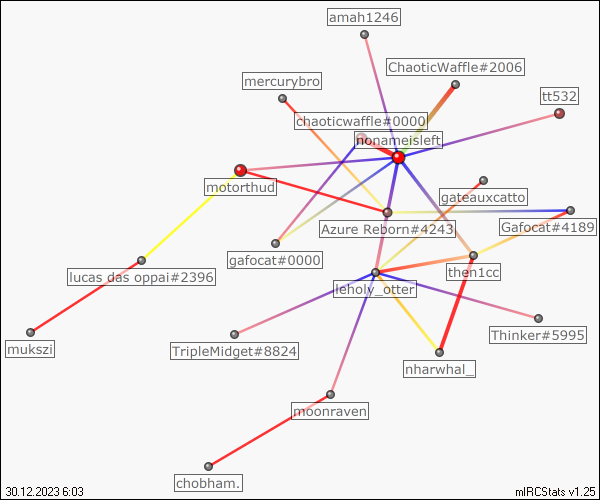 amah1246
ChaoticWaffle#2006
mercurybro
tt532
chaoticwaffle#0000
nonameisleft
motorthud
gateauxcatto
Azure Reborn#4243
Gafocat#4189
gafocat#0000
lucas das oppai#2396
then1cc
leholy_otter
Thinker#5995
mukszi
TripleMidget#8824
nharwhal_
moonraven
chobham.
30.12.2023 6:03
mIRCStats v1.25